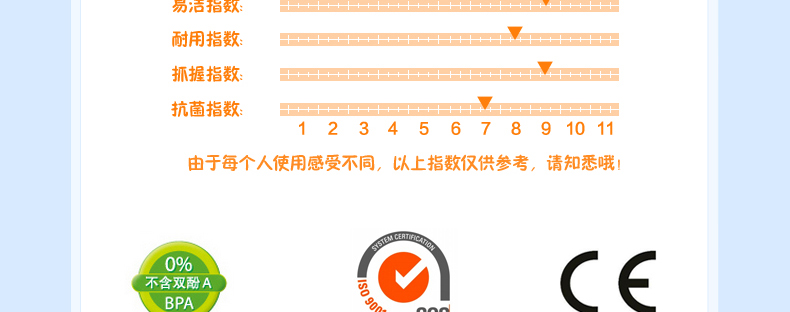 易洁指数:
耐用指数:
抓握指数:
抗菌指数:
1 2 3 4 5 6 7 8 9 10 11
由于每个人使用感受不同，以上指数仅供参考，请知悉哦!
0%
不含双酚A
BPA
SYSTEM CERTIFICATION
ISO 9001
CE